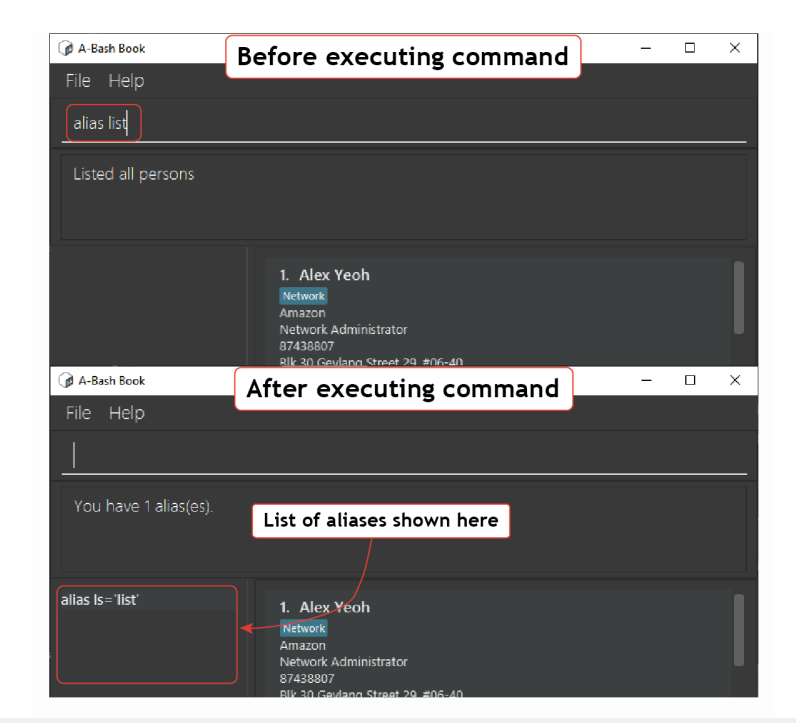 A-Bash Book
Before executing command
File Help
alias list
Listed all persons
1. Alex Yeoh
Network
Amazon
Network Administrator
87438807
Blk 30 Geylang Street 29, #06-40
A-Bash Book
After executing command
File Help
You have 1 alias(es).
List of aliases shown here
alias ls='list'
1. Alex Yeoh
Network
Amazon
Network Administrator
87438807
Blk 30 Geylang Street 29, #06-40